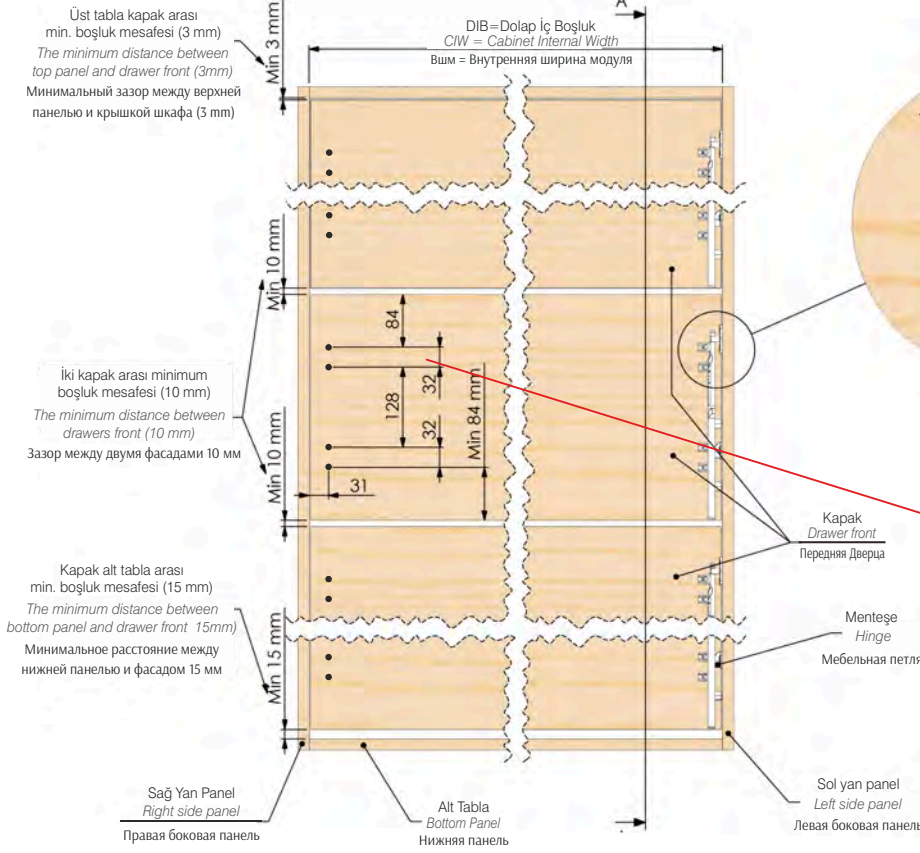 Üst tabla kapak arası
min. boşluk mesafesi (3 mm)
The minimum distance between
top panel and drawer front (3mm)
Минимальный зазор между верхней
панелью и крышкой шкафа (3 mm)
Min 3 mm
A
DIB=Dolap İç Boşluk
CIW = Cabinet Internal Width
Вшм = Внутренняя ширина модуля
Min 10 mm
84
32
128
32
Min 84 mm
31
İki kapak arası minimum
boşluk mesafesi (10 mm)
The minimum distance between
drawers front (10 mm)
Зазор между двумя фасадами 10 мм
Min 10 mm
Kapak
Drawer front
Передняя Дверца
Kapak alt tabla arası
min. boşluk mesafesi (15 mm)
The minimum distance between
bottom panel and drawer front 15mm)
Минимальное расстояние между
нижней панелью и фасадом 15 мм
Min 15 mm
Menteşe
Hinge
Мебельная петля
Sağ Yan Panel
Right side panel
Правая боковая панель
Alt Tabla
Bottom Panel
Нижняя панель
Sol yan panel
Left side panel
Левая боковая панель